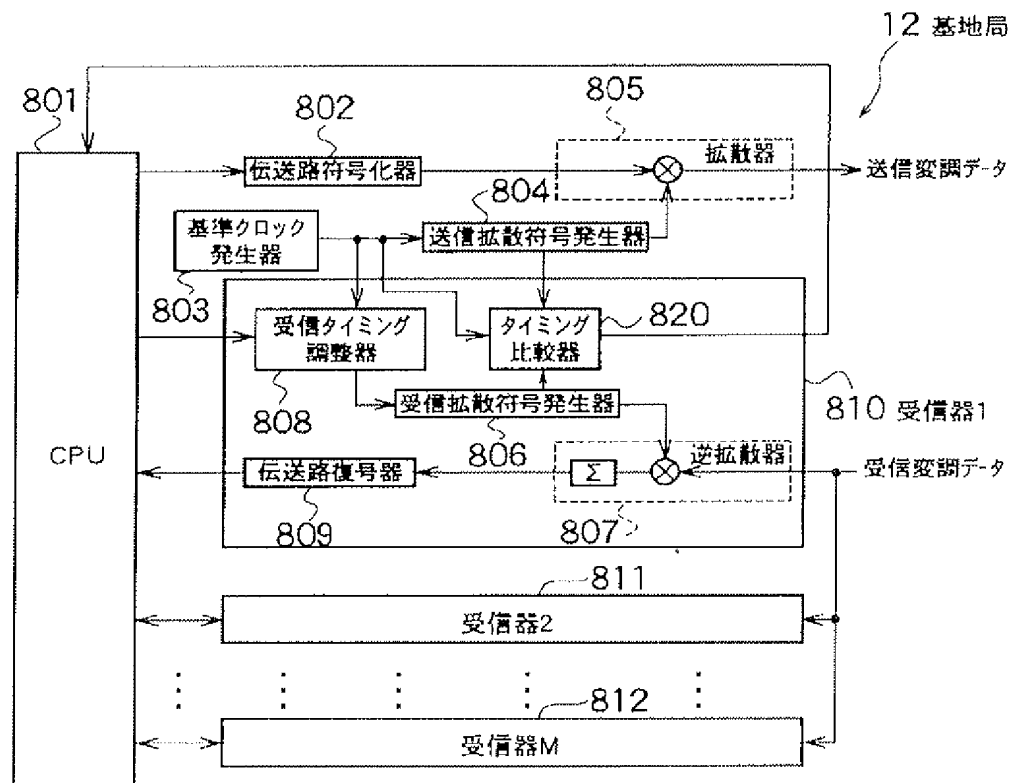 12 基地局
801
802
805
伝送路符号化器
拡散器
送信変調データ
804
基準クロック
発生器
送信拡散符号発生器
803
受信タイミング
調整器
タイミング
比較器
820
808
受信拡散符号発生器
810 受信器1
CPU
806
逆拡散器
伝送路復号器
Σ
受信変調データ
809
807
811
受信器2
812
受信器M